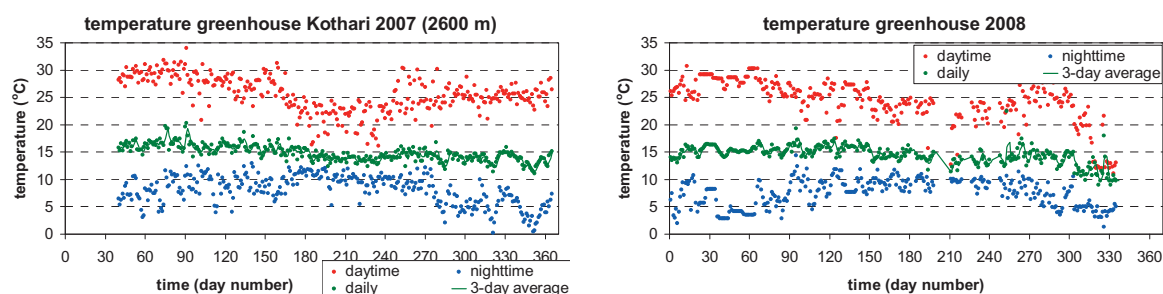 temperature greenhouse Kothari 2007 (2600 m)
temperature (°C)
35
30
25
20
15
10
5
0
0 30 60 90 120 150 180 210 240 270 300 330 360
time (day number)
daytime nighttime
daily 3-day average
temperature greenhouse 2008
temperature (°C)
35
30
25
20
15
10
5
0
daytime nighttime
daily 3-day average
0 30 60 90 120 150 180 210 240 270 300 330 360
time (day number)